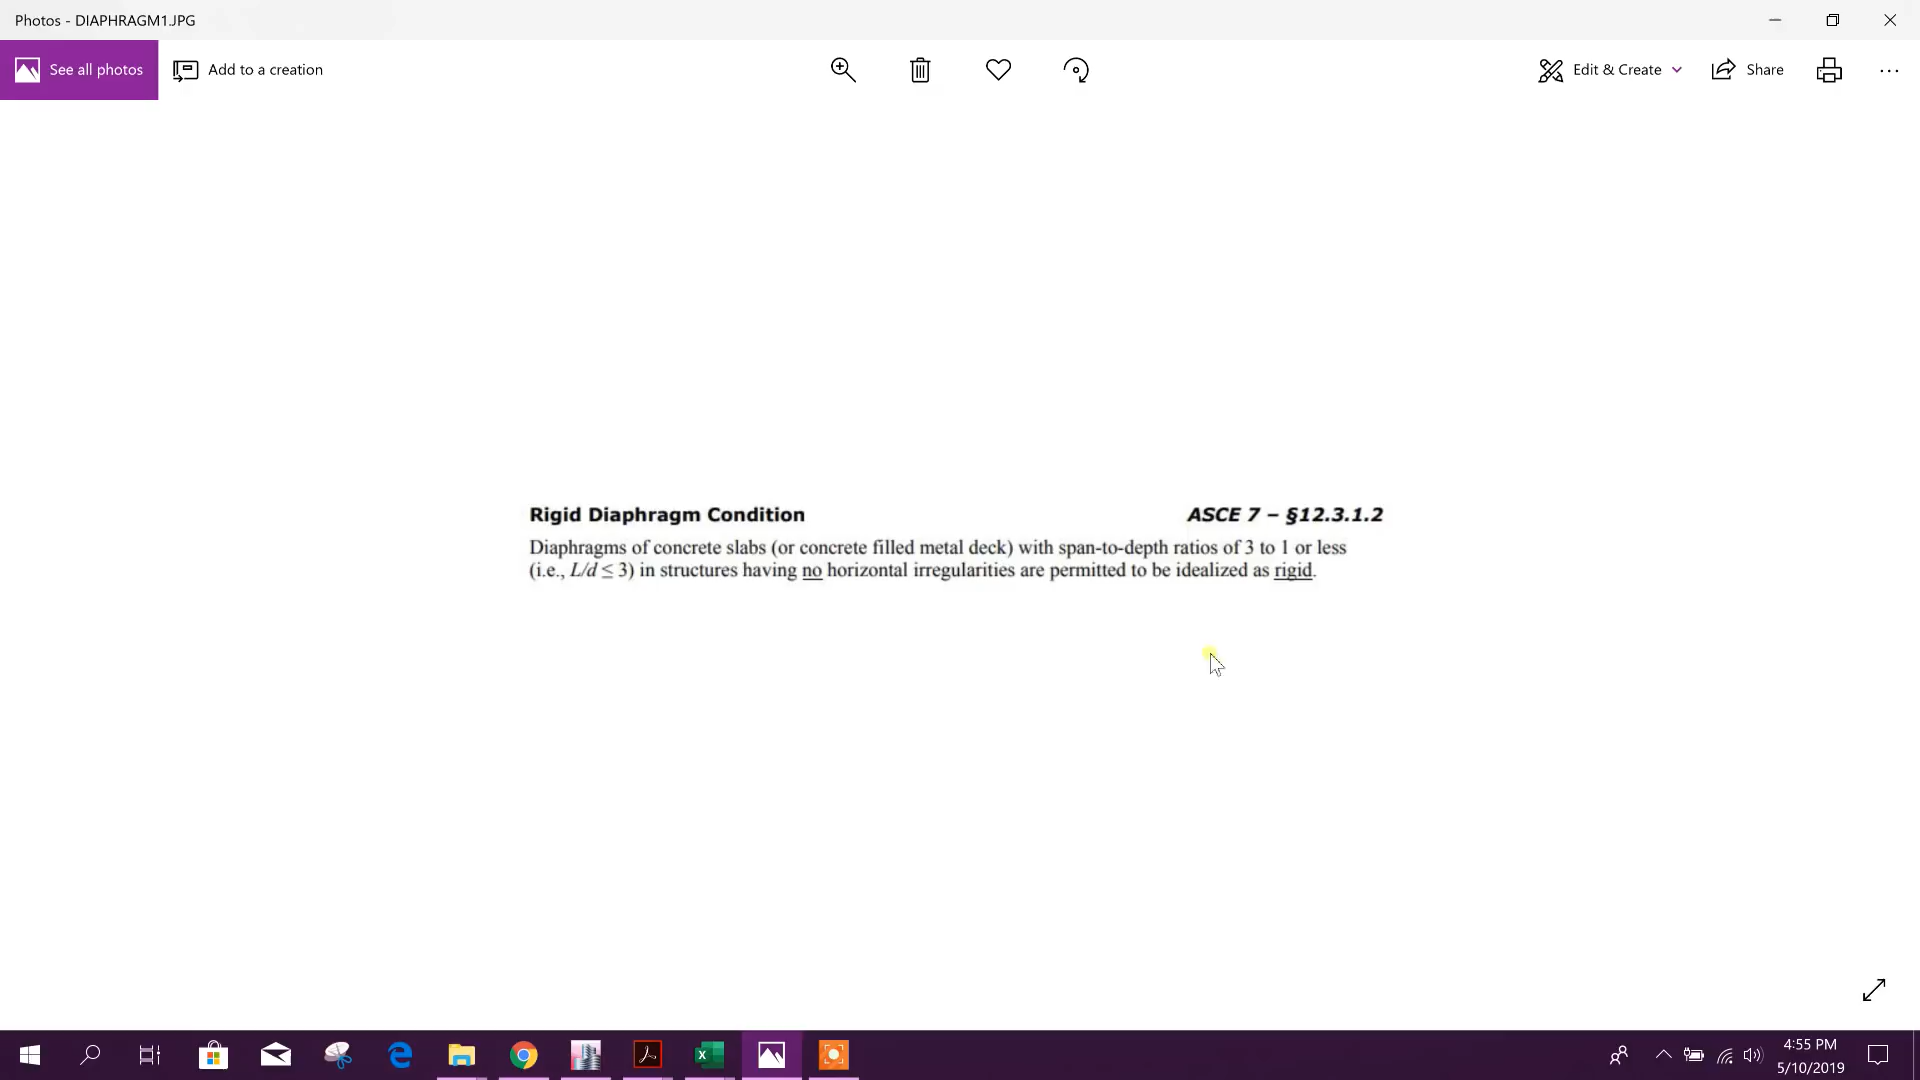 Photos - DIAPHRAGM1.JPG
See all photos
Add to a creation
Edit & Create
Share
Rigid Diaphragm Condition
ASCE 7 – §12.3.1.2
Diaphragms of concrete slabs (or concrete filled metal deck) with span-to-depth ratios of 3 to 1 or less
(i.e., L/d ≤ 3) in structures having no horizontal irregularities are permitted to be idealized as rigid.
4:55 PM
5/10/2019